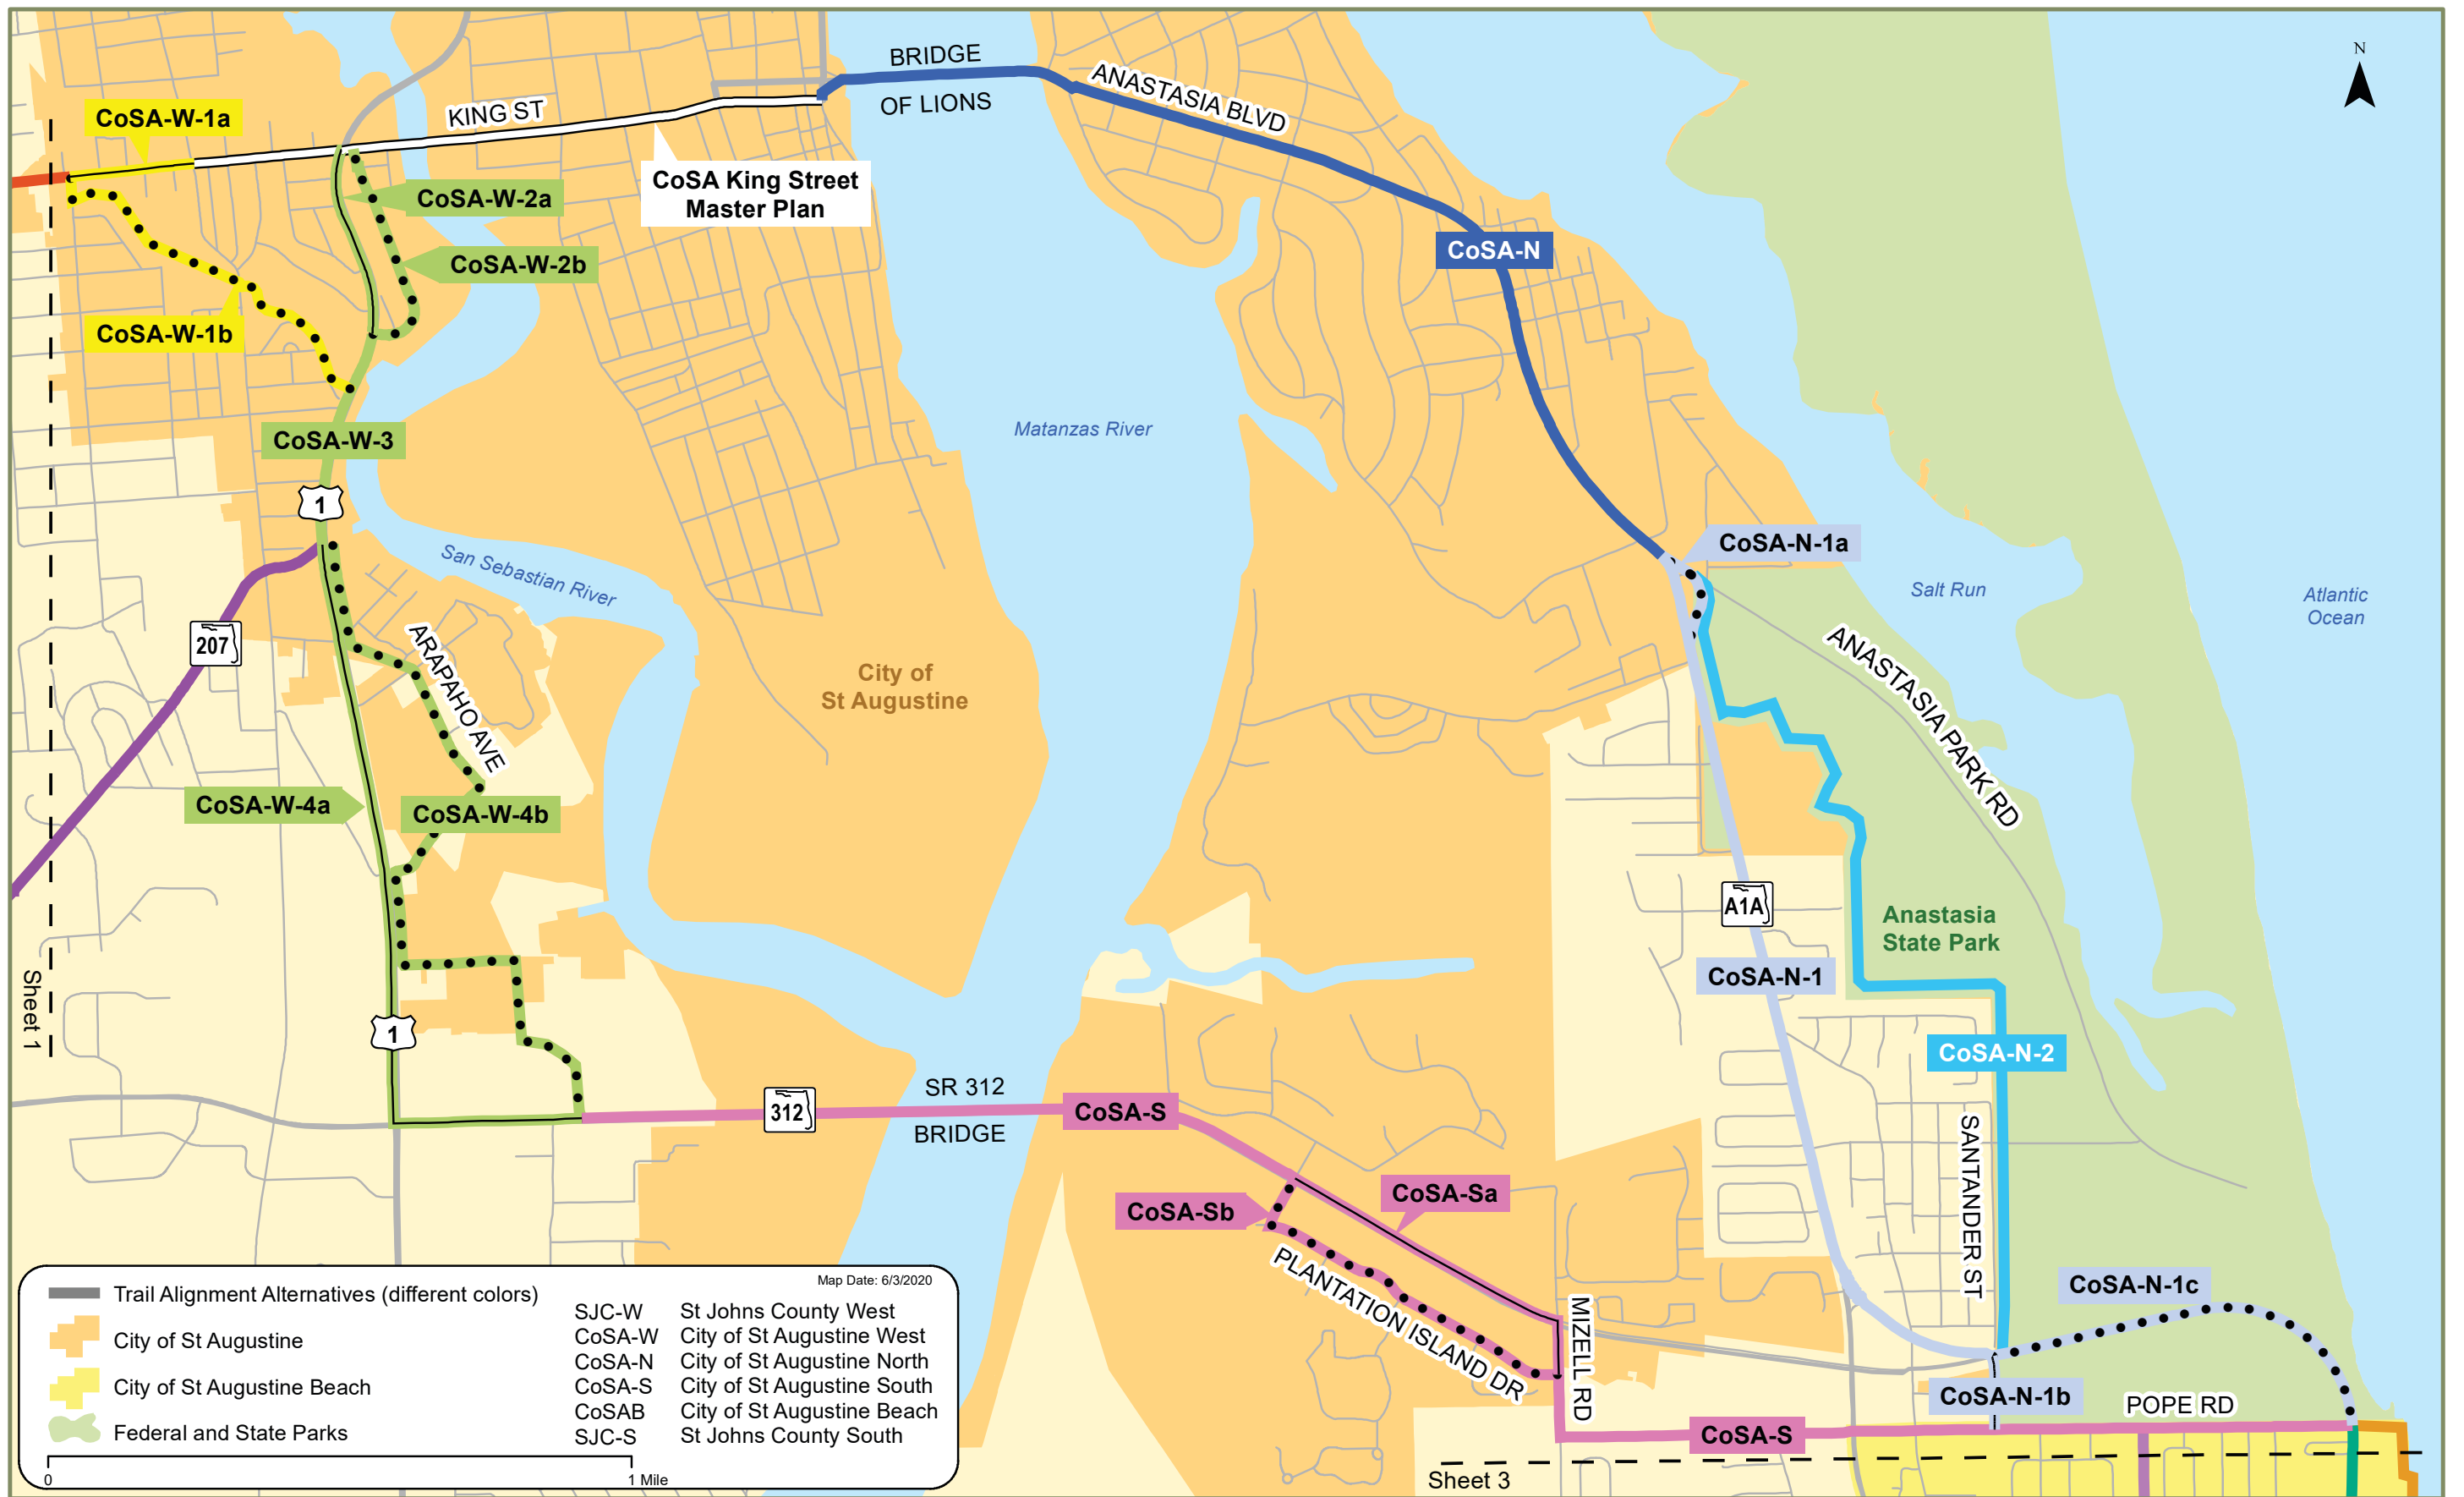 N
BRIDGE
OF LIONS
ANASTASIA BLVD
KING ST
CoSA-W-1a
CoSA King Street
Master Plan
CoSA-W-2a
CoSA-W-2b
CoSA-N
CoSA-W-1b
CoSA-W-3
Matanzas River
1
CoSA-N-1a
San Sebastian River
Salt Run
Atlantic
Ocean
207
ARAPAHO AVE
City of
St Augustine
ANASTASIA PARK RD
CoSA-W-4a
CoSA-W-4b
A1A
Anastasia
State Park
CoSA-N-1
Sheet 1
1
CoSA-N-2
SR 312
BRIDGE
312
CoSA-S
SANTANDER ST
CoSA-Sa
CoSA-Sb
PLANTATION ISLAND DR
MIZELL RD
CoSA-N-1c
CoSA-N-1b
POPE RD
CoSA-S
Sheet 3
Map Date: 6/3/2020
Trail Alignment Alternatives (different colors)
City of St Augustine
City of St Augustine Beach
Federal and State Parks
SJC-W St Johns County West
CoSA-W City of St Augustine West
CoSA-N City of St Augustine North
CoSA-S City of St Augustine South
CoSAB City of St Augustine Beach
SJC-S St Johns County South
0 1 Mile